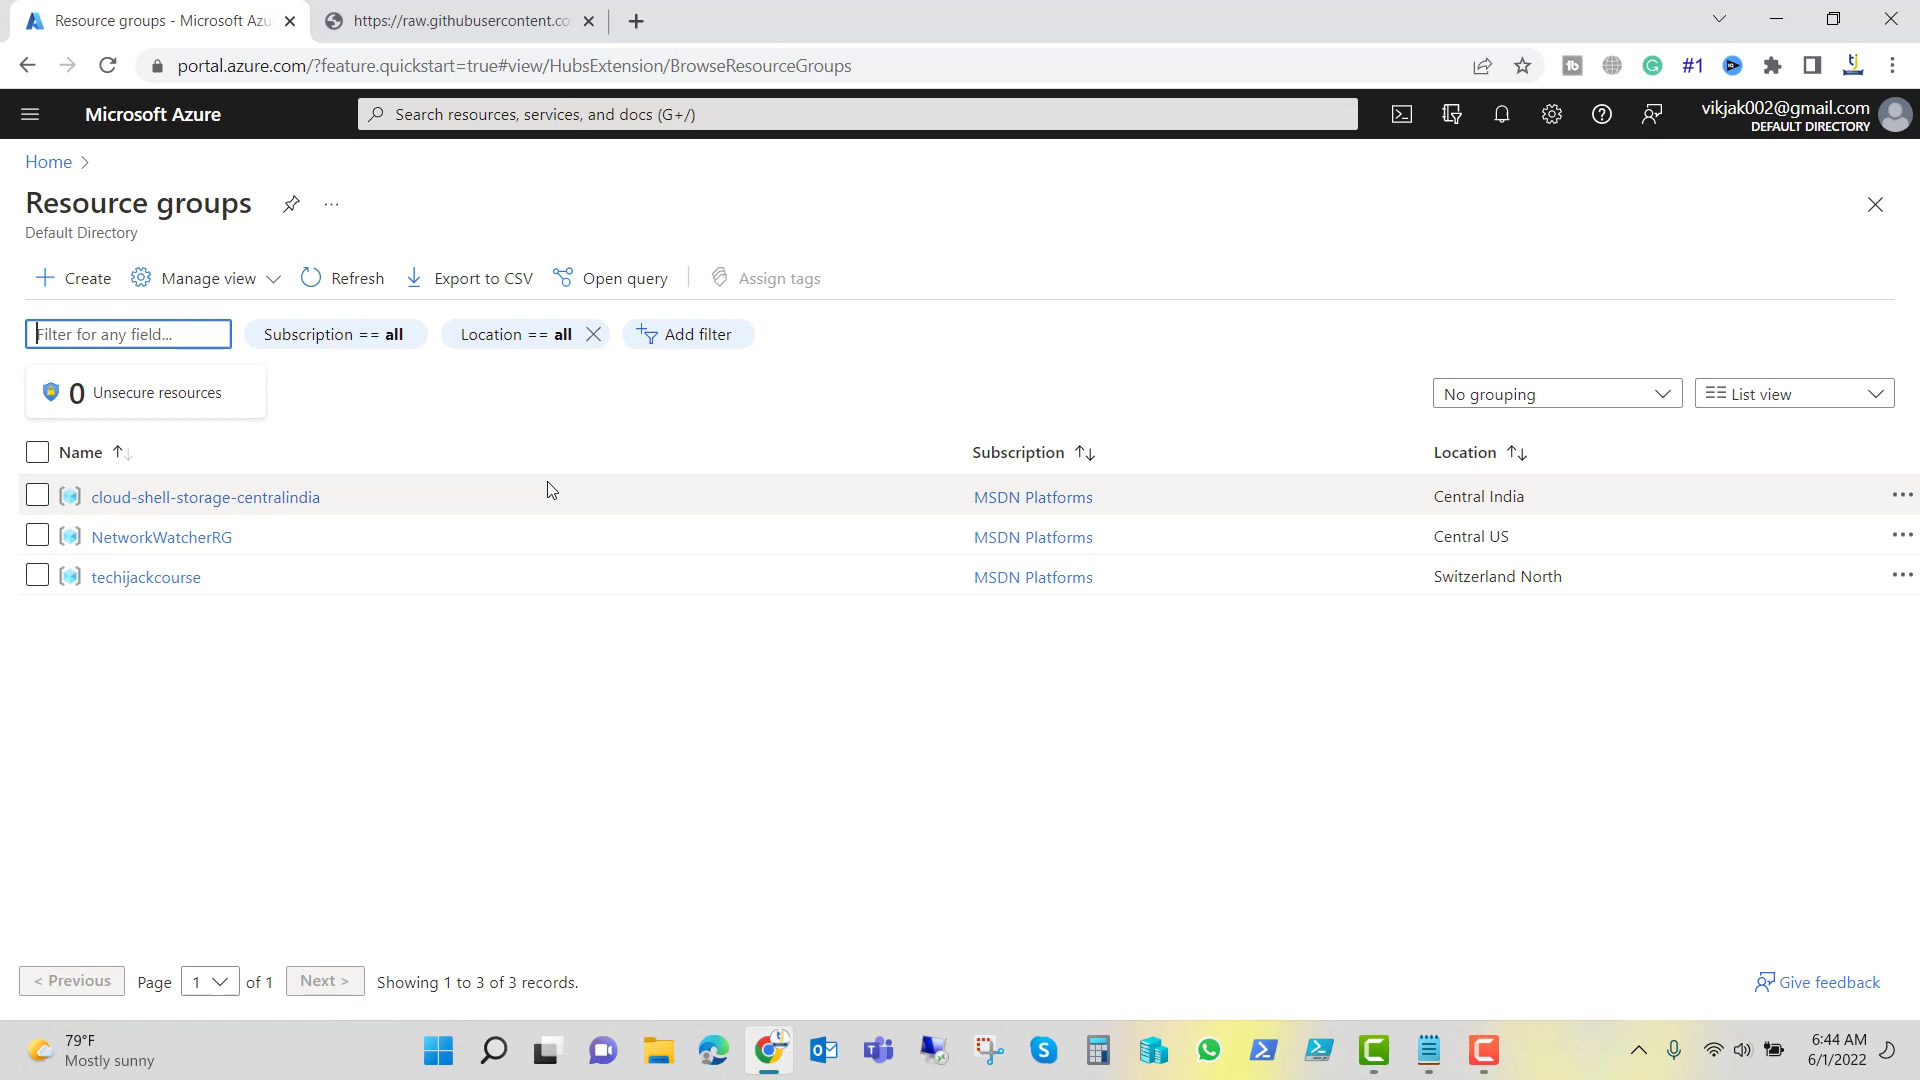 Resource groups - Microsoft Azu
https://raw.githubusercontent.co
portal.azure.com/?feature.quickstart=true#view/HubsExtension/BrowseResourceGroups
#1
tj
Microsoft Azure
Search resources, services, and docs (G+/)
vikjak002@gmail.com
DEFAULT DIRECTORY
Home
Resource groups
Default Directory
Create
Manage view
Refresh
Export to CSV
Open query
Assign tags
Filter for any field...
Subscription == all
Location == all
Add filter
0 Unsecure resources
No grouping
List view
Name
Subscription
Location
cloud-shell-storage-centralindia
MSDN Platforms
Central India
NetworkWatcherRG
MSDN Platforms
Central US
techijackcourse
MSDN Platforms
Switzerland North
< Previous
Page
1
of 1
Next >
Showing 1 to 3 of 3 records.
Give feedback
79°F
Mostly sunny
6:44 AM
6/1/2022